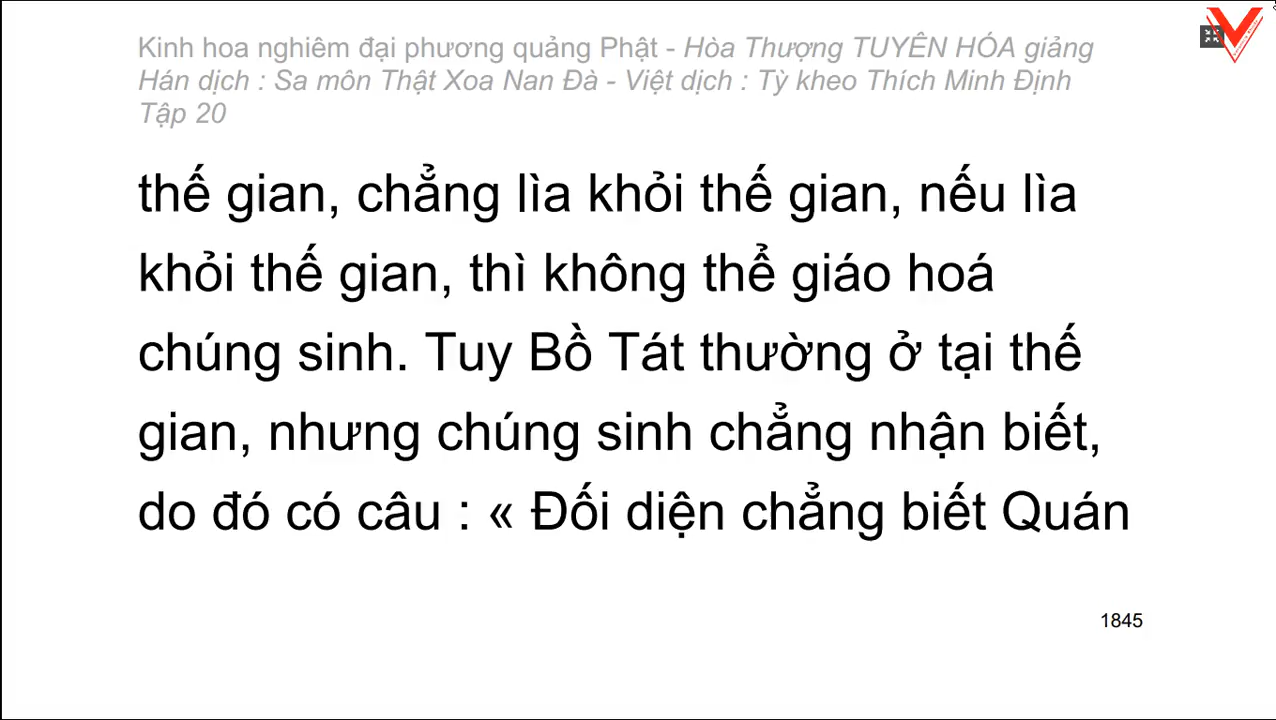 Kinh hoa nghiêm đại phương quảng Phật - Hòa Thượng TUYÊN HÓA giảng
Hán dịch : Sa môn Thật Xoa Nan Đà - Việt dịch : Tỳ kheo Thích Minh Định
Tập 20
thế gian, chẳng lìa khỏi thế gian, nếu lìa
khỏi thế gian, thì không thể giáo hoá
chúng sinh. Tuy Bồ Tát thường ở tại thế
gian, nhưng chúng sinh chẳng nhận biết,
do đó có câu : « Đối diện chẳng biết Quán
1845